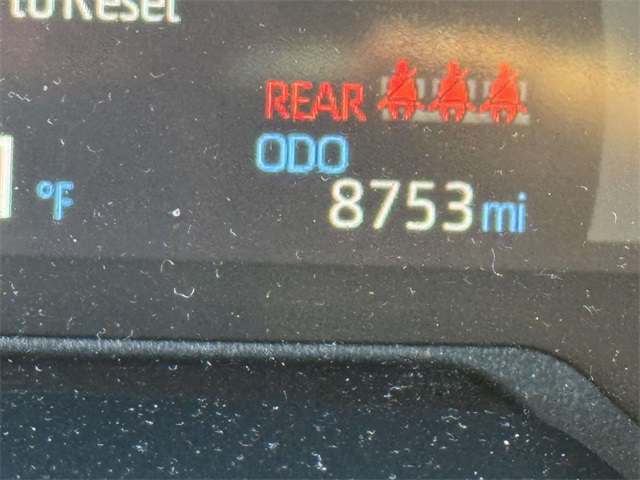 to Reset
REAR
ODO
°F
8753 mi